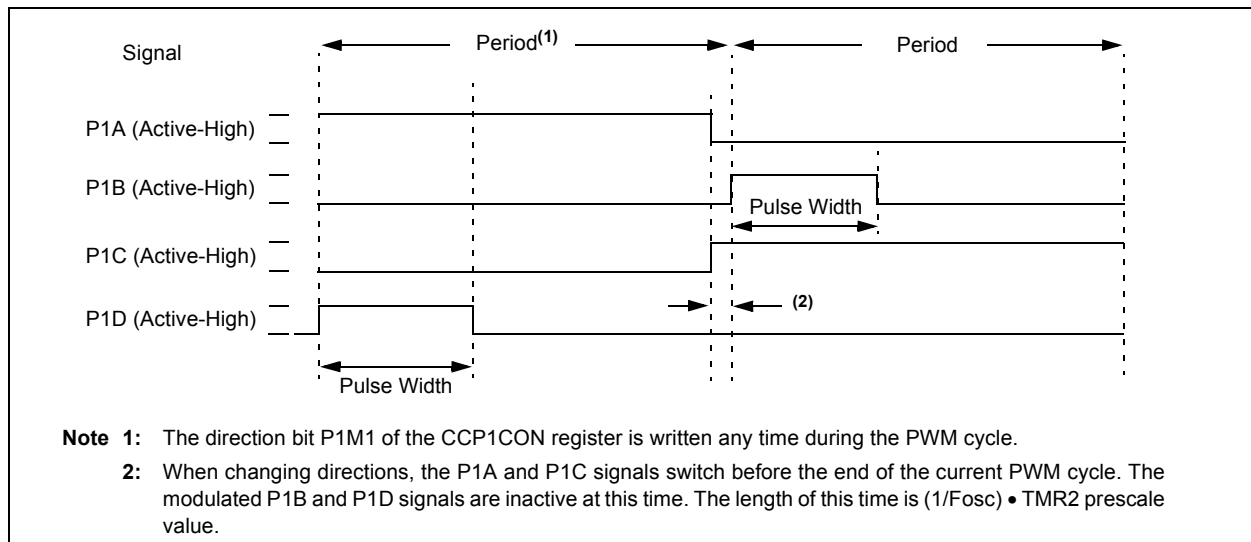 Signal
Period(1)
Period
P1A (Active-High)
P1B (Active-High)
Pulse Width
P1C (Active-High)
(2)
P1D (Active-High)
Pulse Width
Note 1: The direction bit P1M1 of the CCP1CON register is written any time during the PWM cycle.
2: When changing directions, the P1A and P1C signals switch before the end of the current PWM cycle. The
modulated P1B and P1D signals are inactive at this time. The length of this time is (1/Fosc) • TMR2 prescale
value.